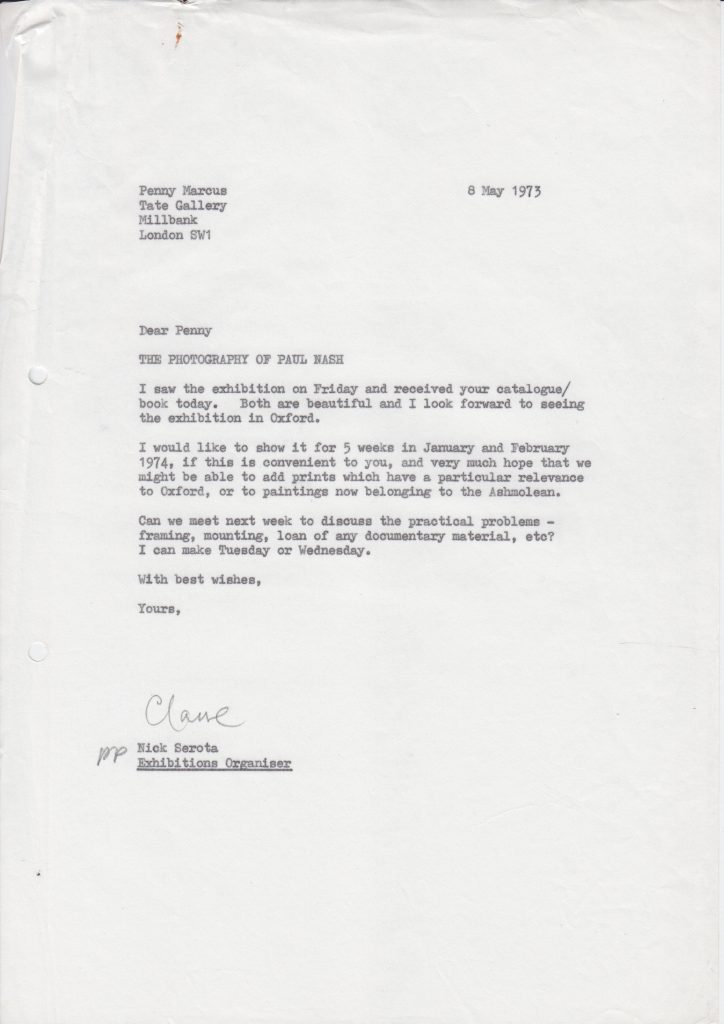 Penny Marcus
8 May 1973
Tate Gallery
Millbank
London SW1
Dear Penny
THE PHOTOGRAPHY OF PAUL NASH
I saw the exhibition on Friday and received your catalogue/
book today. Both are beautiful and I look forward to seeing
the exhibition in Oxford.
I would like to show it for 5 weeks in January and February
1974, if this is convenient to you, and very much hope that we
might be able to add prints which have a particular relevance
to Oxford, or to paintings now belonging to the Ashmolean.
Can we meet next week to discuss the practical problems -
framing, mounting, loan of any documentary material, etc?
I can make Tuesday or Wednesday.
With best wishes,
Yours,
Claire
pp Nick Serota
Exhibitions Organiser